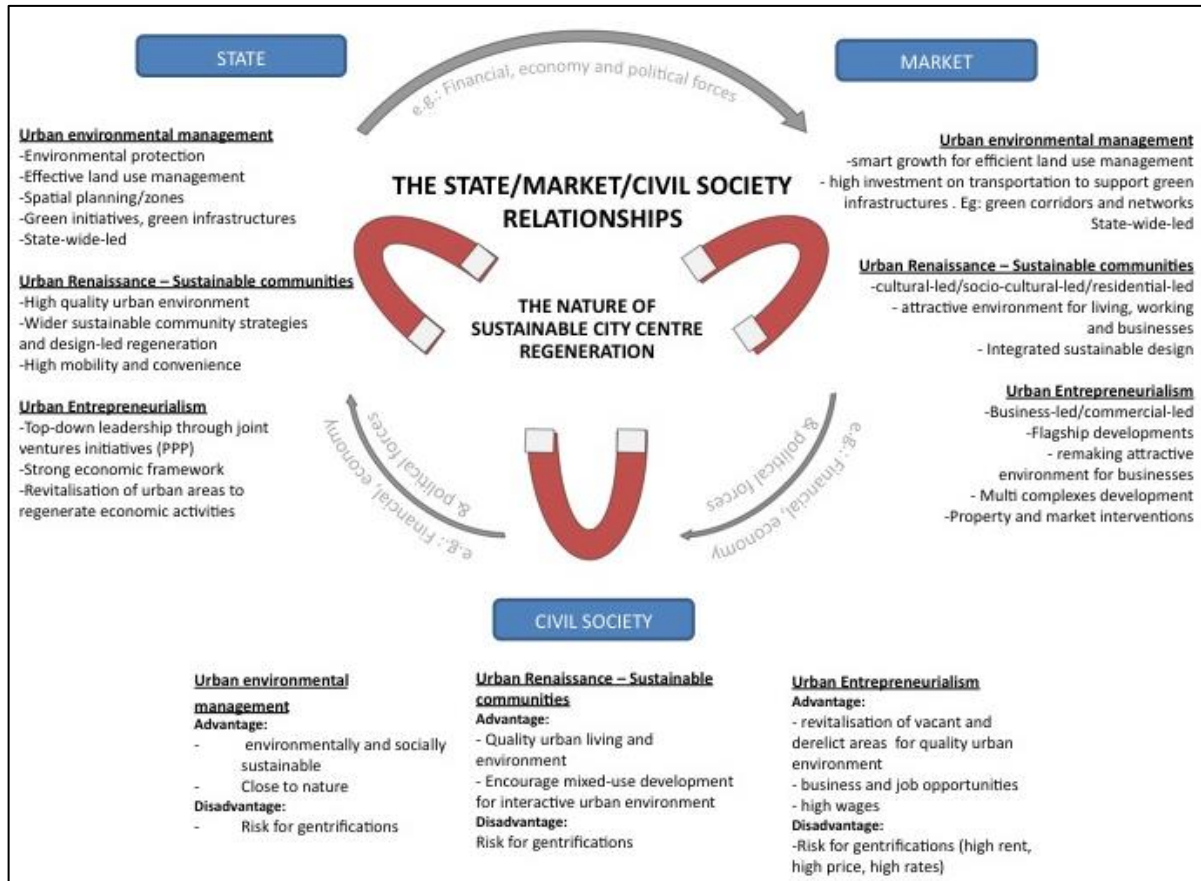 STATE
MARKET
e.g.: Financial, economy and political forces
THE STATE/MARKET/CIVIL SOCIETY
RELATIONSHIPS
THE NATURE OF
SUSTAINABLE CITY CENTRE
REGENERATION
Urban environmental management
-Environmental protection
-Effective land use management
-Spatial planning/zones
-Green initiatives, green infrastructures
-State-wide-led
Urban Renaissance – Sustainable communities
-High quality urban environment
-Wider sustainable community strategies
and design-led regeneration
-High mobility and convenience
Urban Entrepreneurialism
-Top-down leadership through joint
ventures initiatives (PPP)
-Strong economic framework
-Revitalisation of urban areas to
regenerate economic activities
Urban environmental management
-smart growth for efficient land use management
- high investment on transportation to support green
infrastructures . Eg: green corridors and networks
State-wide-led
Urban Renaissance – Sustainable communities
-cultural-led/socio-cultural-led/residential-led
- attractive environment for living, working
and businesses
- Integrated sustainable design
Urban Entrepreneurialism
-Business-led/commercial-led
-Flagship developments
- remaking attractive
environment for businesses
- Multi complexes development
-Property and market interventions
e.g.: Financial, economy
& political forces
e.g.: Financial, economy
& political forces
CIVIL SOCIETY
Urban environmental
management
Advantage:
- environmentally and socially
sustainable
- Close to nature
Disadvantage:
- Risk for gentrifications
Urban Renaissance – Sustainable
communities
Advantage:
- Quality urban living and
environment
- Encourage mixed-use development
for interactive urban environment
Disadvantage:
Risk for gentrifications
Urban Entrepreneurialism
Advantage:
- revitalisation of vacant and
derelict areas for quality urban
environment
- business and job opportunities
- high wages
Disadvantage:
-Risk for gentrifications (high rent,
high price, high rates)